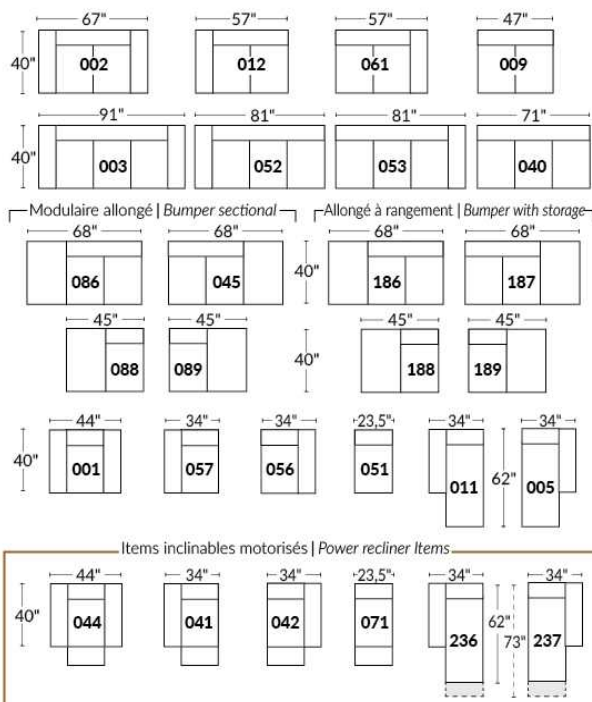 67" 57" 57" 47"
40" 002 012 061 009
91" 81" 81" 71"
40" 003 052 053 040
Modulaire allongé | Bumper sectional Allongé à rangement | Bumper with storage
68" 68" 68" 68"
086 045 40" 186 187
45" 45" 45" 45"
088 089 40" 188 189
44" 34" 34" 23,5" 34" 34"
40" 001 057 056 051 011 62" 005
Items inclinables motorisés | Power recliner Items
44" 34" 34" 23,5" 34" 34"
40" 044 041 042 071 236 62" 73" 237